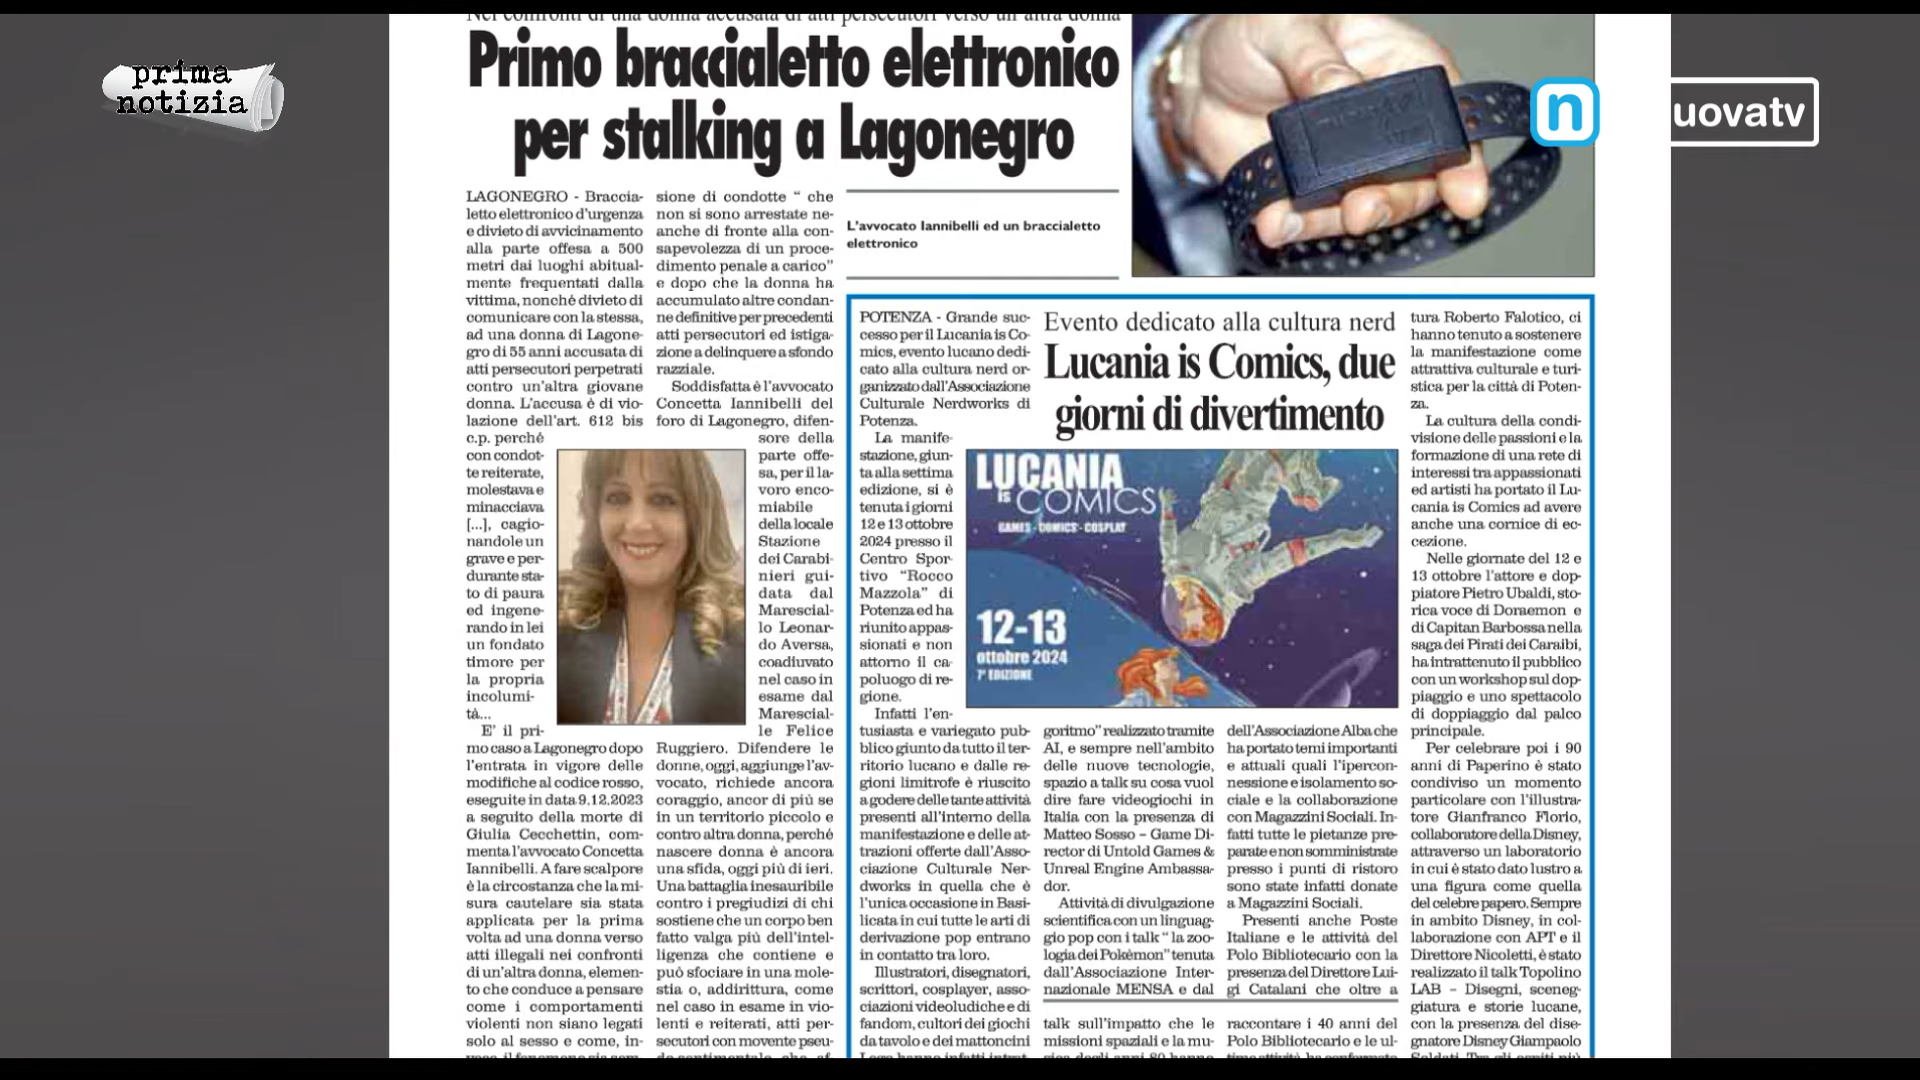 prima
notizia
n
uovatv
Nei confronti di una donna accusata di atti persecutori verso un'altra donna
Primo braccialetto elettronico
per stalking a Lagonegro
LAGONEGRO - Braccia-
letto elettronico d'urgenza
e divieto di avvicinamento
alla parte offesa a 500
metri dai luoghi abitual-
mente frequentati dalla
vittima, nonché divieto di
comunicare con la stessa,
ad una donna di Lagone-
gro di 55 anni accusata di
atti persecutori perpetrati
contro un'altra giovane
donna. L'accusa è di vio-
lazione dell'art. 612 bis
c.p. perché
con condot-
te reiterate,
molestava e
minacciava
[...], cagio-
nandole un
grave e per-
durante sta-
to di paura
ed ingene-
rando in lei
un fondato
timore per
la propria
incolumi-
tà...
E' il pri-
mo caso a Lagonegro dopo
l'entrata in vigore delle
modifiche al codice rosso,
eseguite in data 9.12.2023
a seguito della morte di
Giulia Cecchettin, com-
menta l'avvocato Concetta
Iannibelli. A fare scalpore
è la circostanza che la mi-
sura cautelare sia stata
applicata per la prima
volta ad una donna verso
atti illegali nei confronti
di un'altra donna, elemen-
to che conduce a pensare
come i comportamenti
violenti non siano legati
solo al sesso e come, in-
sione di condotte " che
non si sono arrestate ne-
anche di fronte alla con-
sapevolezza di un proce-
dimento penale a carico"
e dopo che la donna ha
accumulato altre condan-
ne definitive per precedenti
atti persecutori ed istiga-
zione a delinquere a sfondo
razziale.
Soddisfatta è l'avvocato
Concetta Iannibelli del
foro di Lagonegro, difen-
sore della
parte offe-
sa, per il la-
voro enco-
miabile
della locale
Stazione
dei Carabi-
nieri gui-
data dal
Marescial-
lo Leonar-
do Aversa,
coadiuvato
nel caso in
esame dal
Marescial-
le Felice
Ruggiero. Difendere le
donne, oggi, aggiunge l'av-
vocato, richiede ancora
coraggio, ancor di più se
in un territorio piccolo e
contro altra donna, perché
nascere donna è ancora
una sfida, oggi più di ieri.
Una battaglia inesauribile
contro i pregiudizi di chi
sostiene che un corpo ben
fatto valga più dell'intel-
ligenza che contiene e
può sfociare in una mole-
stia o, addirittura, come
nel caso in esame in vio-
lenti e reiterati, atti per-
secutori con movente pseu-
L'avvocato Iannibelli ed un braccialetto
elettronico
POTENZA - Grande suc-
cesso per il Lucania is Co-
mics, evento lucano dedi-
cato alla cultura nerd or-
ganizzato dall'Associazione
Culturale Nerdworks di
Potenza.
La manife-
stazione, giun-
ta alla settima
edizione, si è
tenuta i giorni
12 e 13 ottobre
2024 presso il
Centro Spor-
tivo "Rocco
Mazzola" di
Potenza ed ha
riunito appas-
sionati e non
attorno il ca-
poluogo di re-
gione.
Infatti l'en-
tusiasta e variegato pub-
blico giunto da tutto il ter-
ritorio lucano e dalle re-
gioni limitrofe è riuscito
a godere delle tante attività
presenti all'interno della
manifestazione e delle at-
trazioni offerte dall'Asso-
ciazione Culturale Ner-
dworks in quella che è
l'unica occasione in Basi-
licata in cui tutte le arti di
derivazione pop entrano
in contatto tra loro.
Illustratori, disegnatori,
scrittori, cosplayer, asso-
ciazioni videoludiche e di
fandom, cultori dei giochi
da tavolo e dei mattoncini
Evento dedicato alla cultura nerd
Lucania is Comics, due
giorni di divertimento
LUCANIA
IS COMICS
GAMES - COMICS - COSPLAY
12-13
ottobre 2024
7ª EDIZIONE
goritmo" realizzato tramite
AI, e sempre nell'ambito
delle nuove tecnologie,
spazio a talk su cosa vuol
dire fare videogiochi in
Italia con la presenza di
Matteo Sosso – Game Di-
rector di Untold Games &
Unreal Engine Ambassa-
dor.
Attività di divulgazione
scientifica con un linguag-
gio pop con i talk " la zoo-
logia dei Pokèmon" tenuta
dall'Associazione Inter-
nazionale MENSA e dal
talk sull'impatto che le
missioni spaziali e la mu-
dell'Associazione Alba che
ha portato temi importanti
e attuali quali l'ipercon-
nessione e isolamento so-
ciale e la collaborazione
con Magazzini Sociali. In-
fatti tutte le pietanze pre-
parate e non somministrate
presso i punti di ristoro
sono state infatti donate
a Magazzini Sociali.
Presenti anche Poste
Italiane e le attività del
Polo Bibliotecario con la
presenza del Direttore Lui-
gi Catalani che oltre a
raccontare i 40 anni del
Polo Bibliotecario e le ul-
tura Roberto Falotico, ci
hanno tenuto a sostenere
la manifestazione come
attrattiva culturale e turi-
stica per la città di Poten-
za.
La cultura della condi-
visione delle passioni e la
formazione di una rete di
interessi tra appassionati
ed artisti ha portato il Lu-
cania is Comics ad avere
anche una cornice di ec-
cezione.
Nelle giornate del 12 e
13 ottobre l'attore e dop-
piatore Pietro Ubaldi, sto-
rica voce di Doraemon e
di Capitan Barbossa nella
saga dei Pirati dei Caraibi,
ha intrattenuto il pubblico
con un workshop sul dop-
piaggio e uno spettacolo
di doppiaggio dal palco
principale.
Per celebrare poi i 90
anni di Paperino è stato
condiviso un momento
particolare con l'illustra-
tore Gianfranco Florio,
collaboratore della Disney,
attraverso un laboratorio
in cui è stato dato lustro a
una figura come quella
del celebre papero. Sempre
in ambito Disney, in col-
laborazione con APT e il
Direttore Nicoletti, è stato
realizzato il talk Topolino
LAB – Disegni, sceneg-
giatura e storie lucane,
con la presenza del dise-
gnatore Disney Giampaolo